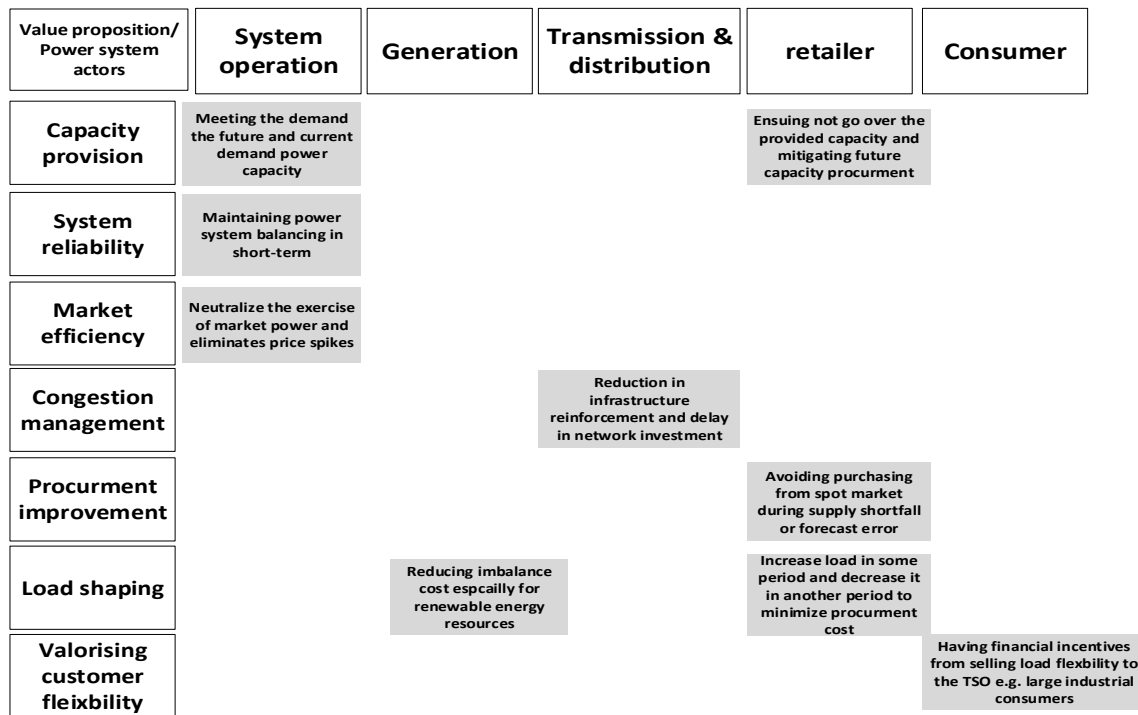 Value proposition/
Power system
actors
System
operation
Generation
Transmission &
distribution
retailer
Consumer
Capacity
provision
Meeting the demand
the future and current
demand power
capacity
Ensuing not go over the
provided capacity and
mitigating future
capacity procurment
System
reliability
Maintaining power
system balancing in
short-term
Market
efficiency
Neutralize the exercise
of market power and
eliminates price spikes
Congestion
management
Reduction in
infrastructure
reinforcement and delay
in network investment
Procurment
improvement
Avoiding purchasing
from spot market
during supply shortfall
or forecast error
Load shaping
Reducing imbalance
cost espcailly for
renewable energy
resources
Increase load in some
period and decrease it
in another period to
minimize procurment
cost
Valorising
customer
fleixbility
Having financial incentives
from selling load flexbility to
the TSO e.g. large industrial
consumers